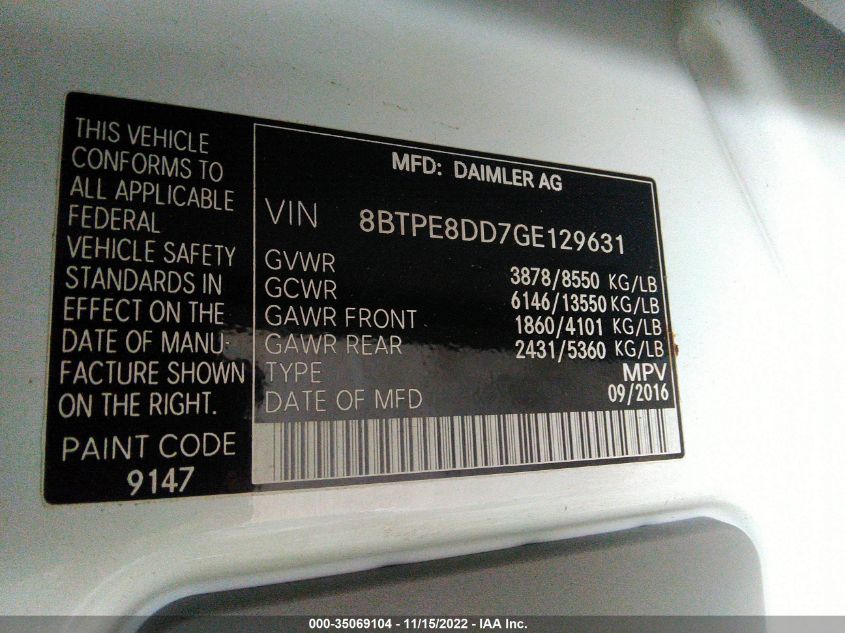 THIS VEHICLE
CONFORMS TO
ALL APPLICABLE
FEDERAL
VEHICLE SAFETY
STANDARDS IN
EFFECT ON THE
DATE OF MANU-
FACTURE SHOWN
ON THE RIGHT.
PAINT CODE
9147
MFD: DAIMLER AG
VIN 8BTPE8DD7GE129631
GVWR 3878/8550 KG/LB
GCWR 6146/13550 KG/LB
GAWR FRONT 1860/4101 KG/LB
GAWR REAR 2431/5360 KG/LB
TYPE MPV
DATE OF MFD 09/2016
000-35069104 - 11/15/2022 - IAA Inc.